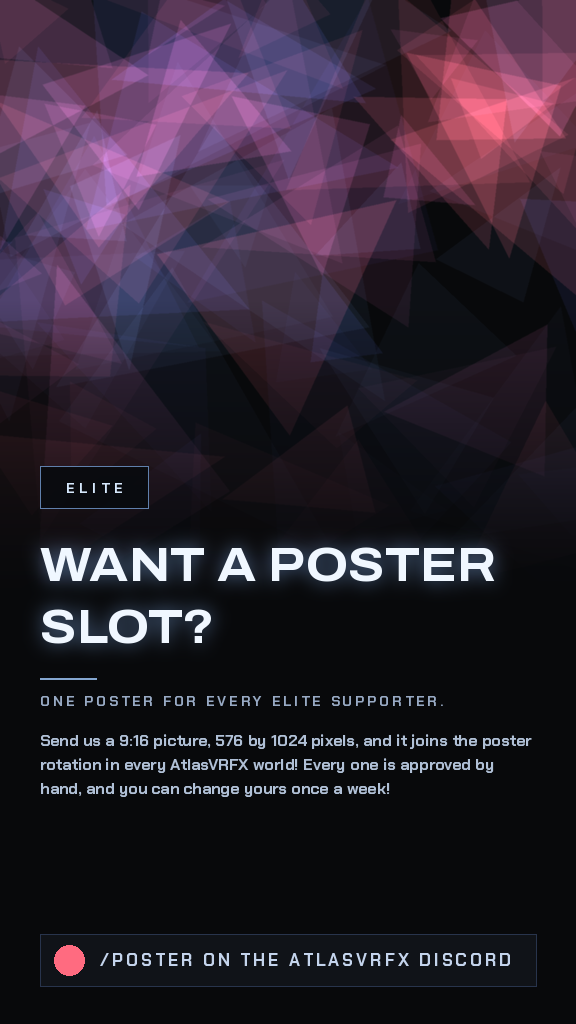 ELITE
WANT A POSTER
SLOT?
ONE POSTER FOR EVERY ELITE SUPPORTER.
Send us a 9:16 picture, 576 by 1024 pixels, and it joins the poster
rotation in every AtlasVRFX world! Every one is approved by
hand, and you can change yours once a week!
/POSTER ON THE ATLASVRFX DISCORD